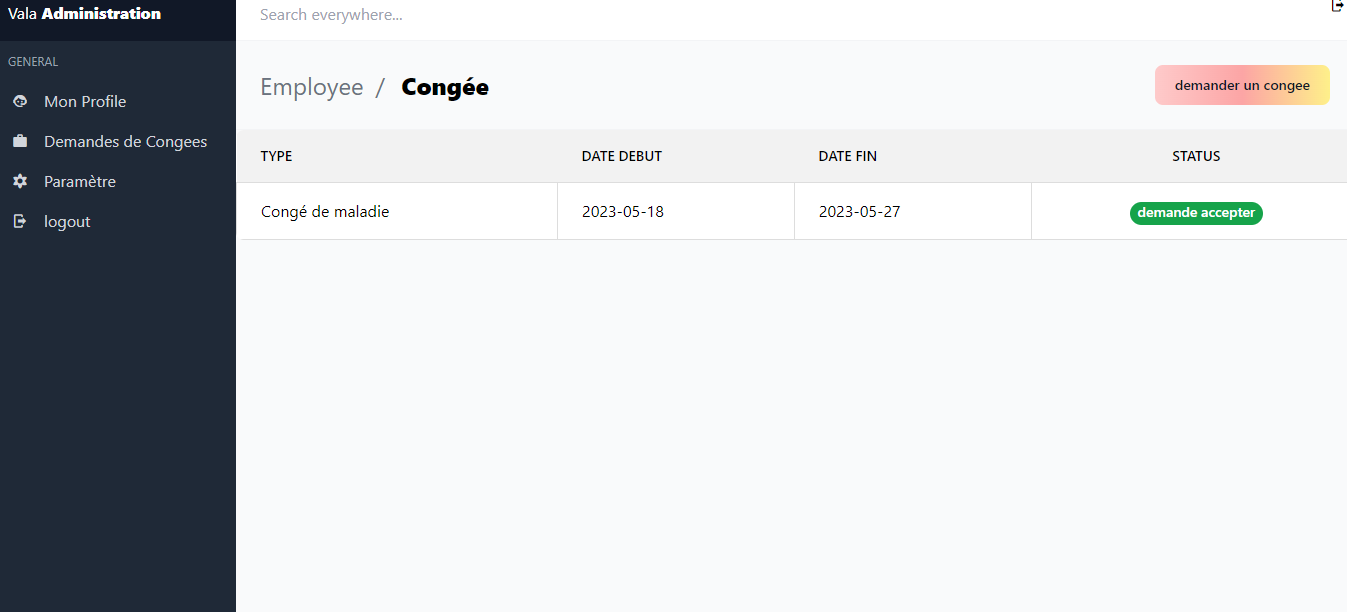 Vala Administration
Search everywhere...
GENERAL
Mon Profile
Demandes de Congees
Paramètre
logout
Employee / Congée
demander un congee
TYPE DATE DEBUT DATE FIN STATUS
Congé de maladie 2023-05-18 2023-05-27 demande accepter